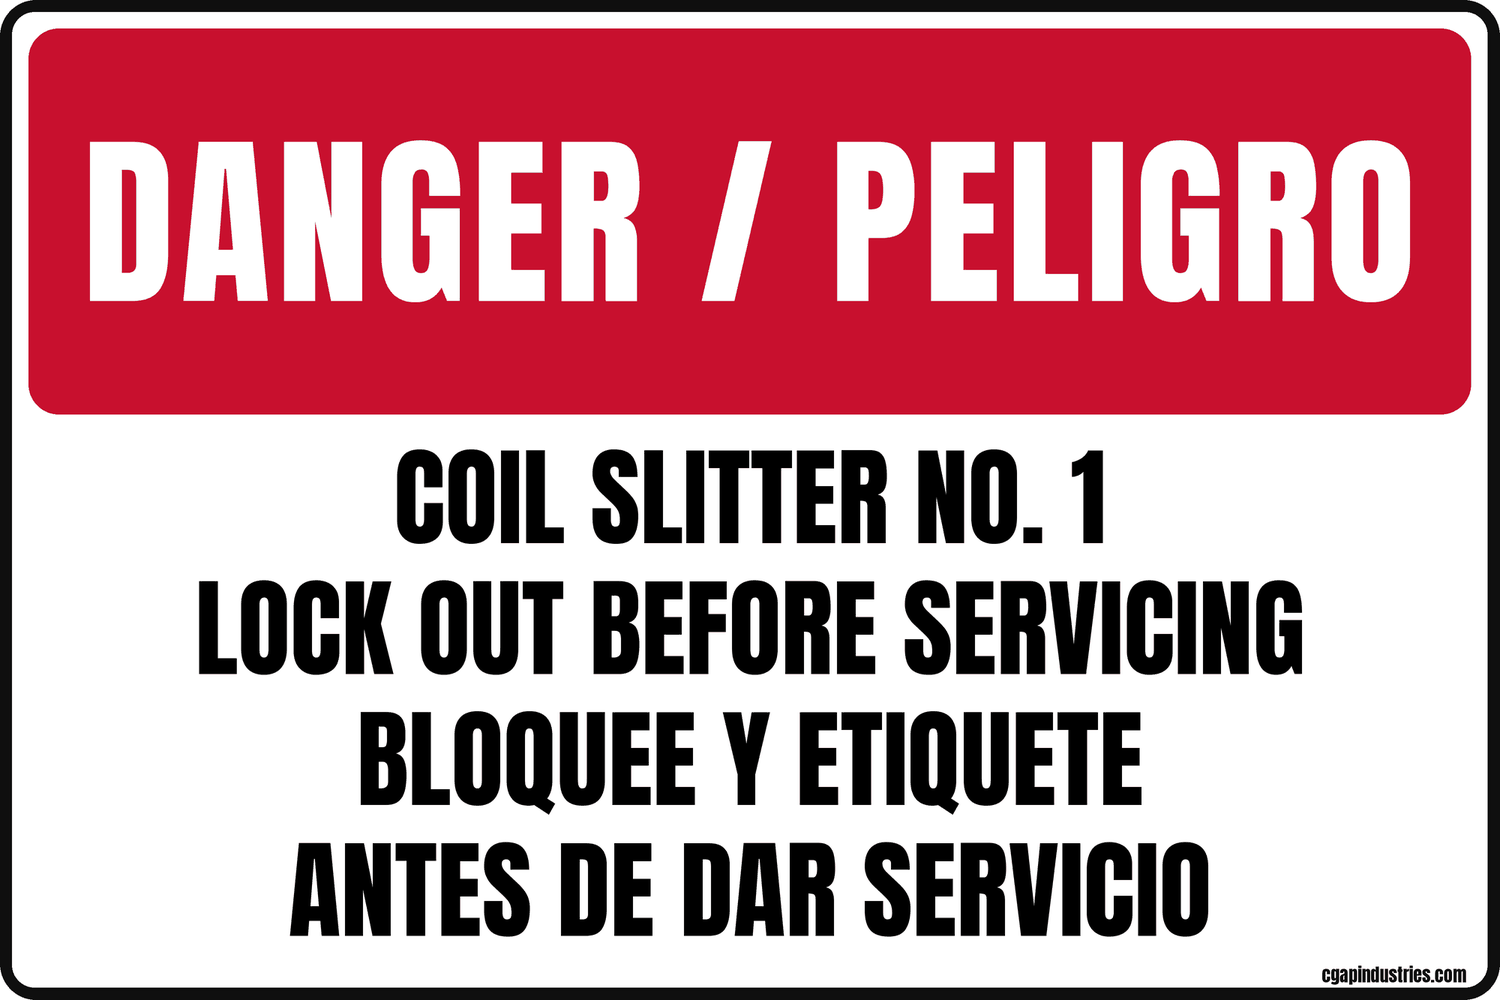 DANGER / PELIGRO
COIL SLITTER NO. 1
LOCK OUT BEFORE SERVICING
BLOQUEE Y ETIQUETE
ANTES DE DAR SERVICIO
cgapindustries.com